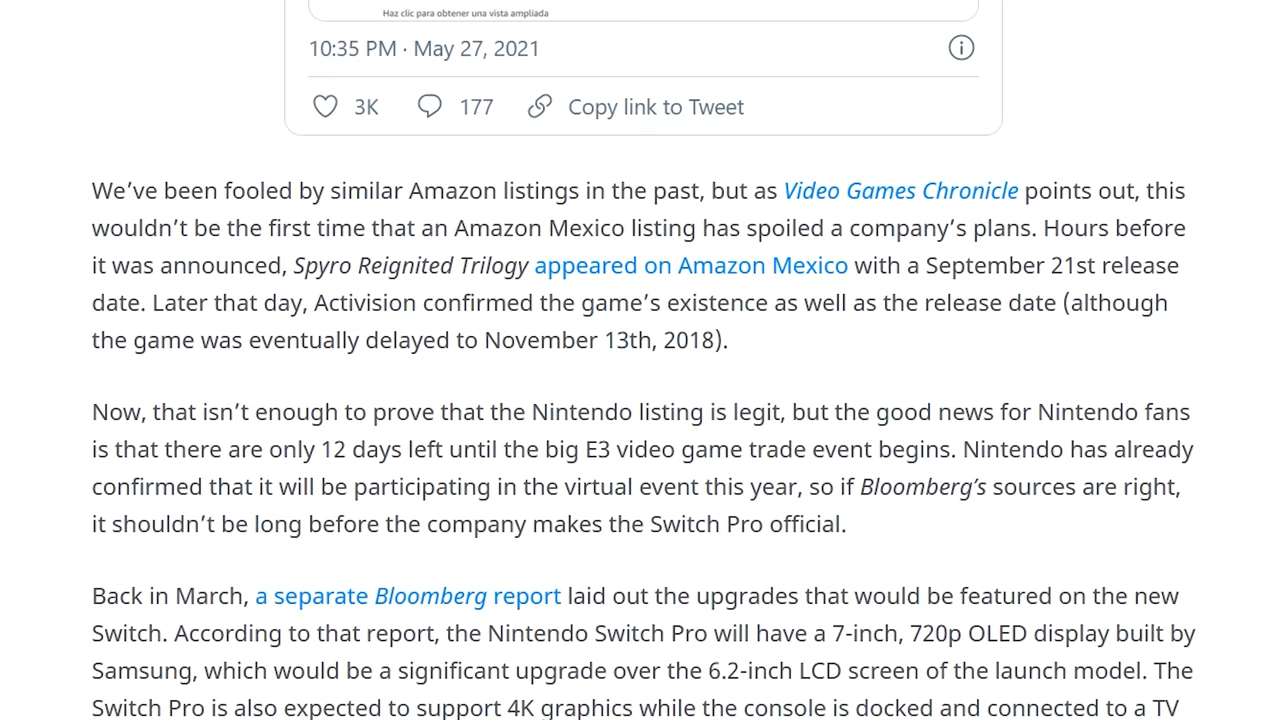 Haz clic para obtener una vista ampliada
10:35 PM · May 27, 2021
3K 177 Copy link to Tweet
We’ve been fooled by similar Amazon listings in the past, but as Video Games Chronicle points out, this
wouldn’t be the first time that an Amazon Mexico listing has spoiled a company’s plans. Hours before
it was announced, Spyro Reignited Trilogy appeared on Amazon Mexico with a September 21st release
date. Later that day, Activision confirmed the game’s existence as well as the release date (although
the game was eventually delayed to November 13th, 2018).
Now, that isn’t enough to prove that the Nintendo listing is legit, but the good news for Nintendo fans
is that there are only 12 days left until the big E3 video game trade event begins. Nintendo has already
confirmed that it will be participating in the virtual event this year, so if Bloomberg’s sources are right,
it shouldn’t be long before the company makes the Switch Pro official.
Back in March, a separate Bloomberg report laid out the upgrades that would be featured on the new
Switch. According to that report, the Nintendo Switch Pro will have a 7-inch, 720p OLED display built by
Samsung, which would be a significant upgrade over the 6.2-inch LCD screen of the launch model. The
Switch Pro is also expected to support 4K graphics while the console is docked and connected to a TV